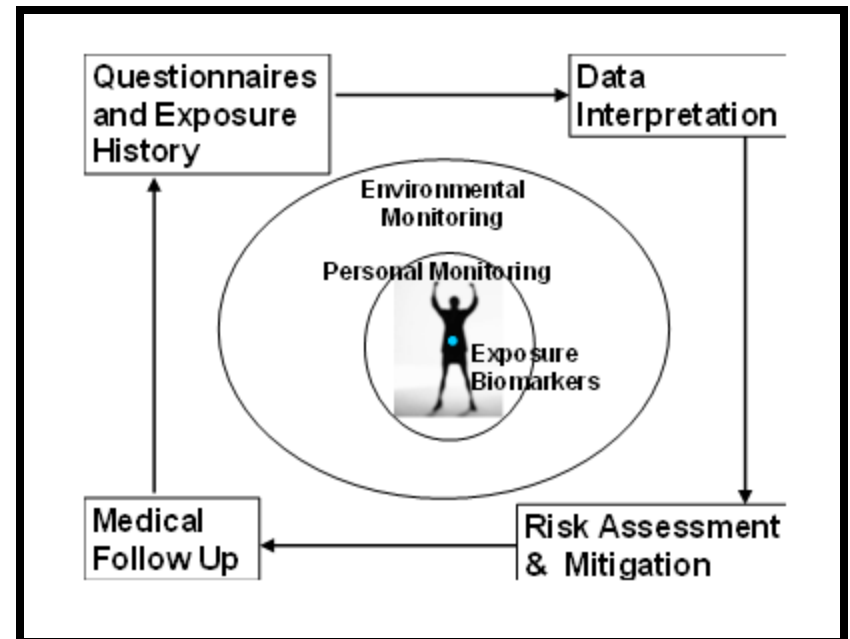 Questionnaires
and Exposure
History
Data
Interpretation
Environmental
Monitoring
Personal Monitoring
Exposure
Biomarkers
Medical
Follow Up
Risk Assessment
& Mitigation